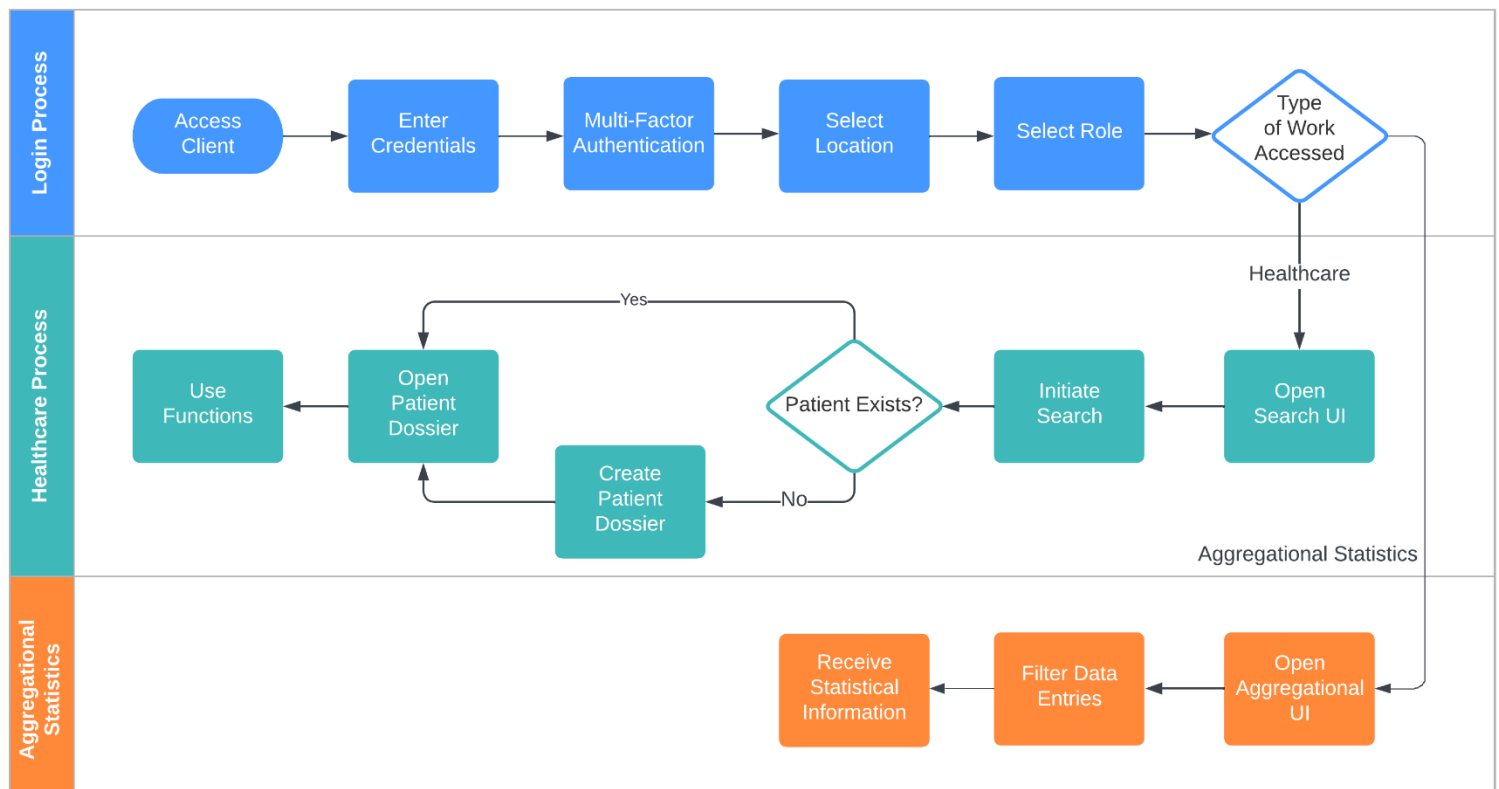 Login Process
Access
Client
Enter
Credentials
Multi-Factor
Authentication
Select
Location
Select Role
Type
of Work
Accessed
Healthcare Process
Healthcare
Yes
Use
Functions
Open
Patient
Dossier
Create
Patient
Dossier
No
Patient Exists?
Initiate
Search
Open
Search UI
Aggregational Statistics
Aggregational
Statistics
Receive
Statistical
Information
Filter Data
Entries
Open
Aggregational
UI